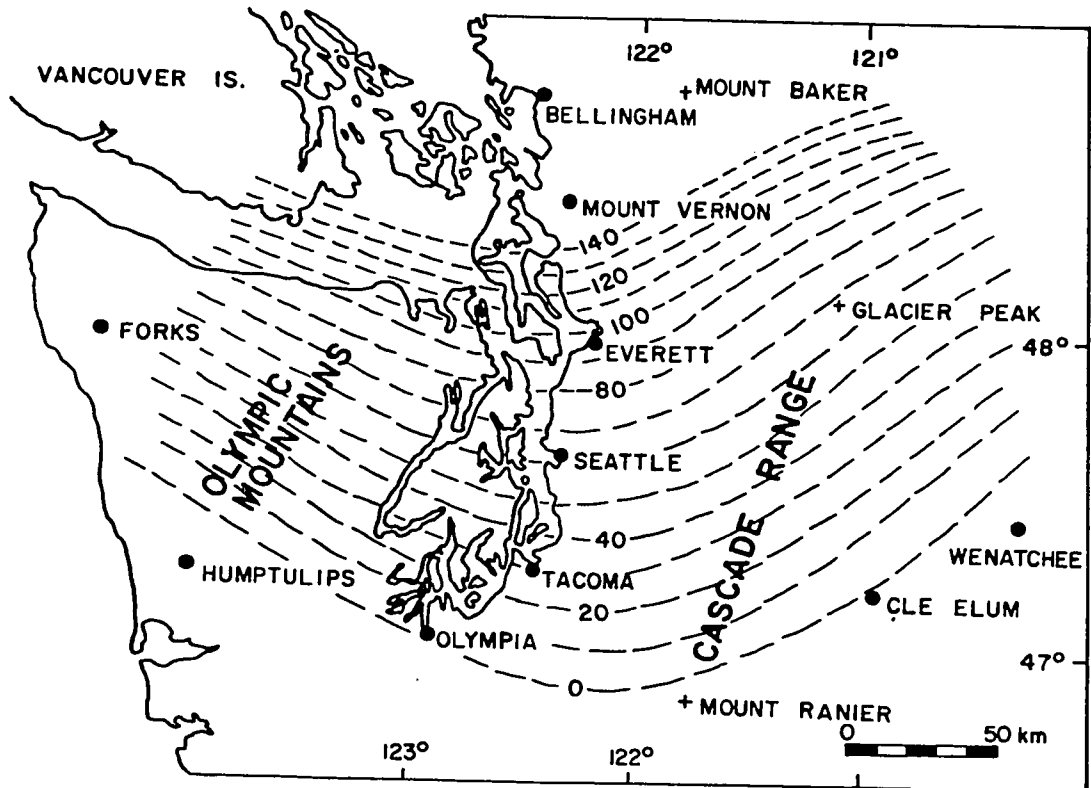 122° 121°
VANCOUVER IS.
MOUNT BAKER
BELLINGHAM
MOUNT VERNON
140
120
GLACIER PEAK
100
FORKS
EVERETT
48°
80
OLYMPIC
MOUNTAINS
CASCADE RANGE
SEATTLE
40
WENATCHEE
HUMPTULIPS
TACOMA
CLE ELUM
20
OLYMPIA
47°
0
MOUNT RANIER
0 50 km
123° 122°